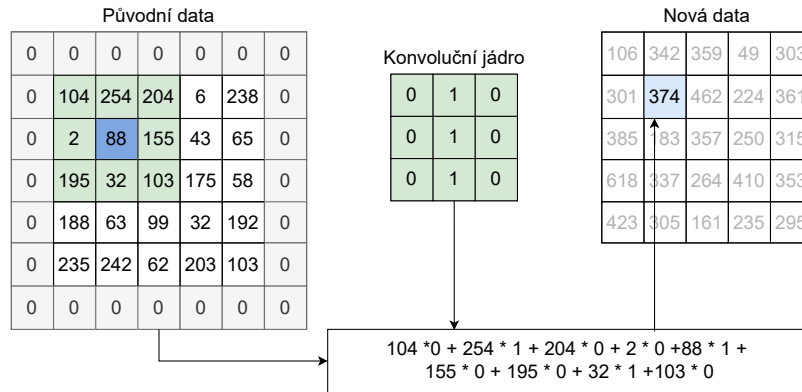 Původní data
0 0 0 0 0 0 0
0 104 254 204 6 238 0
0 2 88 155 43 65 0
0 195 32 103 175 58 0
0 188 63 99 32 192 0
0 235 242 62 203 103 0
0 0 0 0 0 0 0
Konvoluční jádro
0 1 0
0 1 0
0 1 0
Nová data
106 342 359 49 303
301 374 462 224 361
385 183 357 250 315
618 337 264 410 353
423 305 161 235 295
104 *0 + 254 * 1 + 204 * 0 + 2 * 0 +88 * 1 +
155 * 0 + 195 * 0 + 32 * 1 +103 * 0